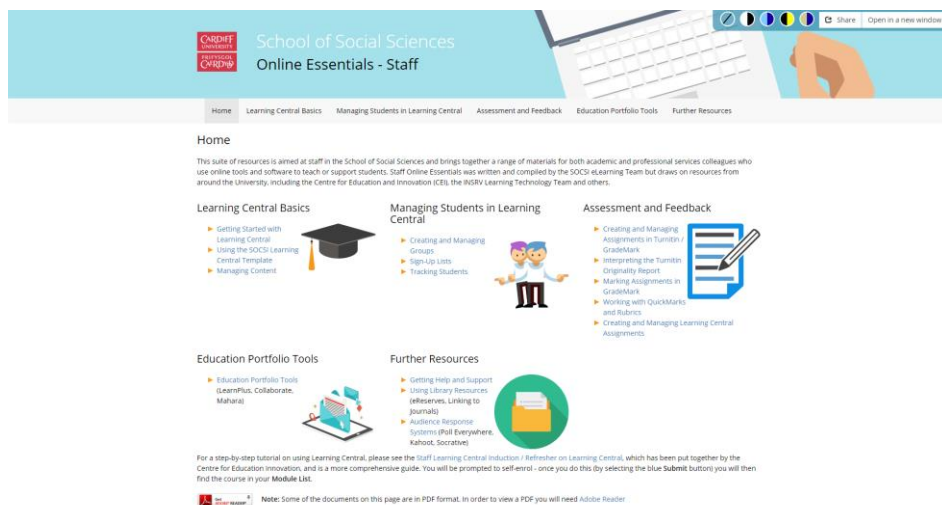 CARDIFF
UNIVERSITY
PRIFYSGOL
CAERDYDD
School of Social Sciences
Online Essentials - Staff
Share
Open in a new window
Home
Learning Central Basics
Managing Students in Learning Central
Assessment and Feedback
Education Portfolio Tools
Further Resources
Home
This suite of resources is aimed at staff in the School of Social Sciences and brings together a range of materials for both academic and professional services colleagues who
use online tools and software to teach or support students. Staff Online Essentials was written and compiled by the SOCSI eLearning Team but draws on resources from
around the University, including the Centre for Education and Innovation (CEI), the INSRV Learning Technology Team and others.
Learning Central Basics
Getting Started with
Learning Central
Using the SOCSI Learning
Central Template
Managing Content
Managing Students in Learning
Central
Creating and Managing
Groups
Sign-Up Lists
Tracking Students
Assessment and Feedback
Creating and Managing
Assignments in Turnitin /
GradeMark
Interpreting the Turnitin
Originality Report
Marking Assignments in
GradeMark
Working with QuickMarks
and Rubrics
Creating and Managing Learning Central
Assignments
Education Portfolio Tools
Education Portfolio Tools
(LearnPlus, Collaborate,
Mahara)
Further Resources
Getting Help and Support
Using Library Resources
(eReserves, Linking to
Journals)
Audience Response
Systems (Poll Everywhere,
Kahoot, Socrative)
For a step-by-step tutorial on using Learning Central, please see the Staff Learning Central Induction / Refresher on Learning Central, which has been put together by the
Centre for Education Innovation, and is a more comprehensive guide. You will be prompted to self-enrol - once you do this (by selecting the blue Submit button) you will then
find the course in your Module List.
Get
ADOBE READER
Note: Some of the documents on this page are in PDF format. In order to view a PDF you will need Adobe Reader